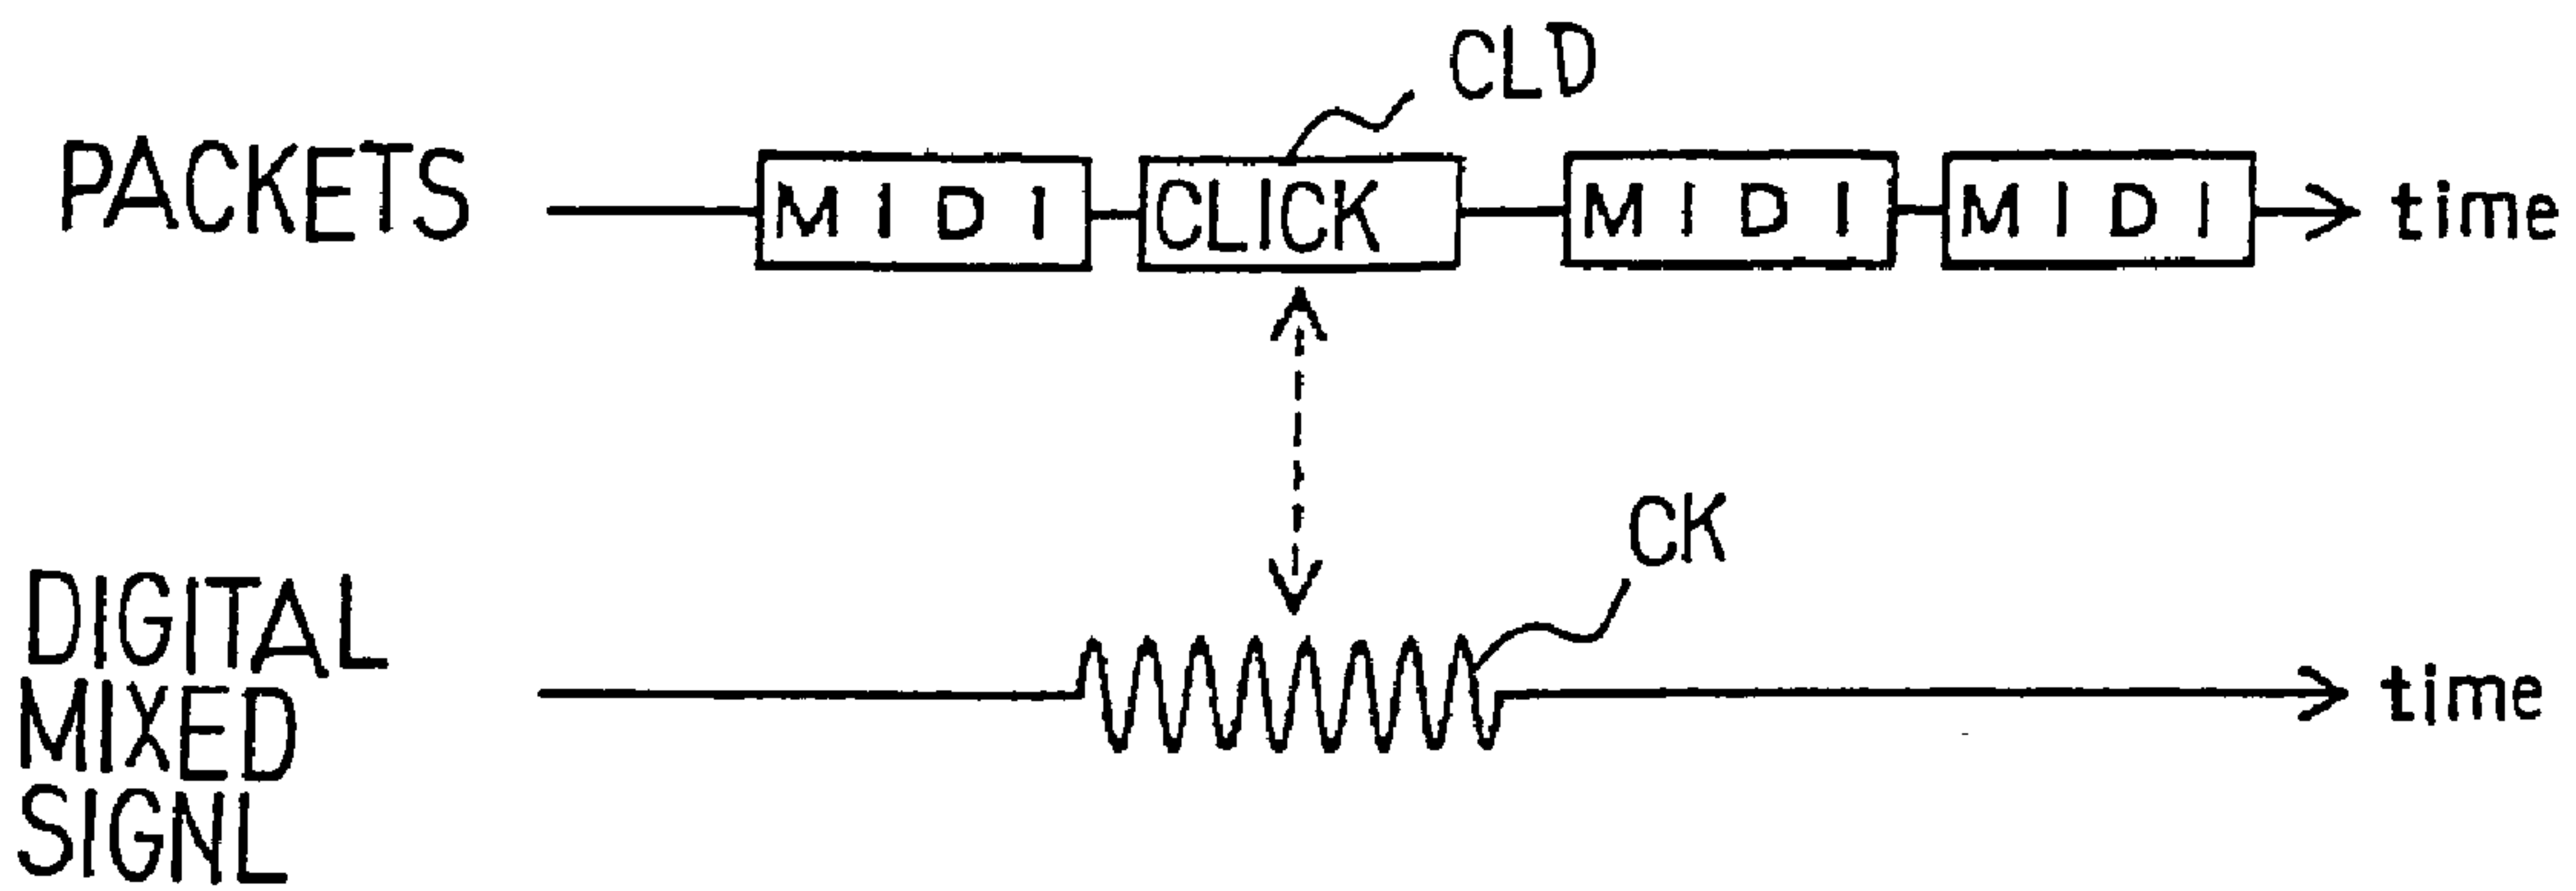 CLD
PACKETS MIDI CLICK MIDI MIDI time
CK
DIGITAL
MIXED time
SIGNL